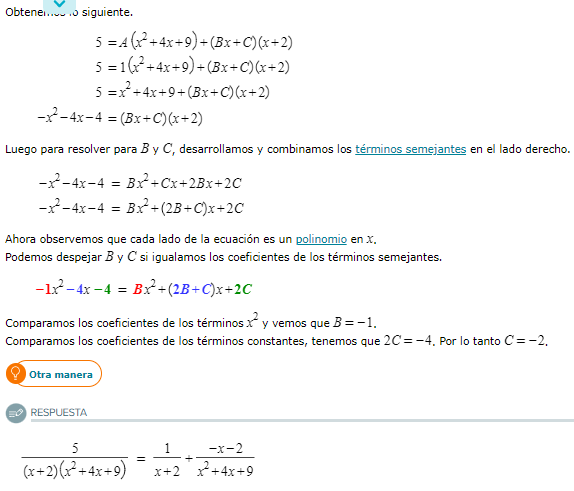 Obtene lo siguiente.
5 = A(x²+4x+9)+(Bx+C)(x+2)
5 = 1(x²+4x+9)+(Bx+C)(x+2)
5 = x²+4x+9+(Bx+C)(x+2)
−x²−4x−4 = (Bx+C)(x+2)
Luego para resolver para B y C, desarrollamos y combinamos los términos semejantes en el lado derecho.
−x²−4x−4 = Bx²+Cx+2Bx+2C
−x²−4x−4 = Bx²+(2B+C)x+2C
Ahora observemos que cada lado de la ecuación es un polinomio en x.
Podemos despejar B y C si igualamos los coeficientes de los términos semejantes.
−1x²−4x −4 = Bx²+(2B+C)x+2C
Comparamos los coeficientes de los términos x² y vemos que B=−1.
Comparamos los coeficientes de los términos constantes, tenemos que 2C=−4. Por lo tanto C=−2.
Otra manera
RESPUESTA
5/((x+2)(x²+4x+9)) = 1/(x+2) + (−x−2)/(x²+4x+9)